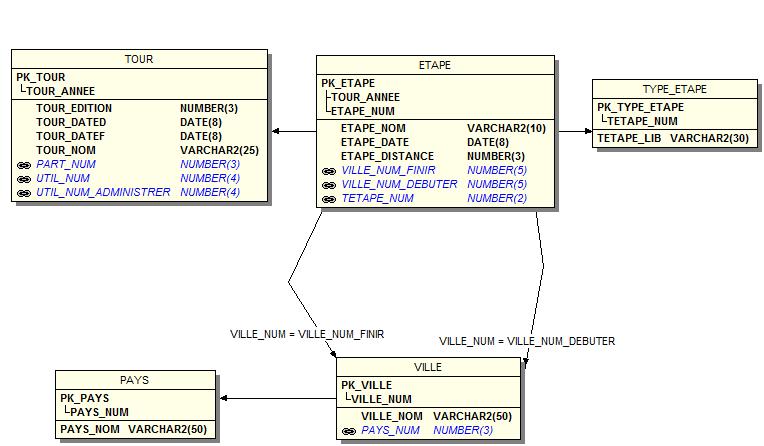 TOUR
PK_TOUR
TOUR_ANNEE
TOUR_EDITION NUMBER(3)
TOUR_DATED DATE(8)
TOUR_DATEF DATE(8)
TOUR_NOM VARCHAR2(25)
PART_NUM NUMBER(3)
UTIL_NUM NUMBER(4)
UTIL_NUM_ADMINISTRER NUMBER(4)
ETAPE
PK_ETAPE
TOUR_ANNEE
ETAPE_NUM
ETAPE_NOM VARCHAR2(10)
ETAPE_DATE DATE(8)
ETAPE_DISTANCE NUMBER(3)
VILLE_NUM_FINIR NUMBER(5)
VILLE_NUM_DEBUTER NUMBER(5)
TETAPE_NUM NUMBER(2)
TYPE_ETAPE
PK_TYPE_ETAPE
TETAPE_NUM
TETAPE_LIB VARCHAR2(30)
VILLE_NUM = VILLE_NUM_FINIR
VILLE_NUM = VILLE_NUM_DEBUTER
PAYS
PK_PAYS
PAYS_NUM
PAYS_NOM VARCHAR2(50)
VILLE
PK_VILLE
VILLE_NUM
VILLE_NOM VARCHAR2(50)
PAYS_NUM NUMBER(3)